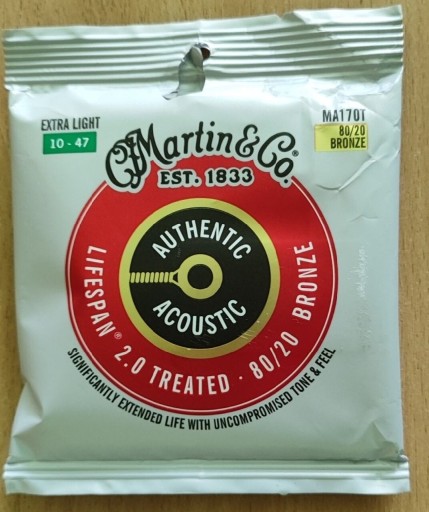 EXTRA LIGHT
10 - 47
MA170T
80/20
BRONZE
CFMartin & Co.®
EST. 1833
AUTHENTIC
ACOUSTIC
LIFESPAN® 2.0 TREATED · 80/20 BRONZE
SIGNIFICANTLY EXTENDED LIFE WITH UNCOMPROMISED TONE & FEEL